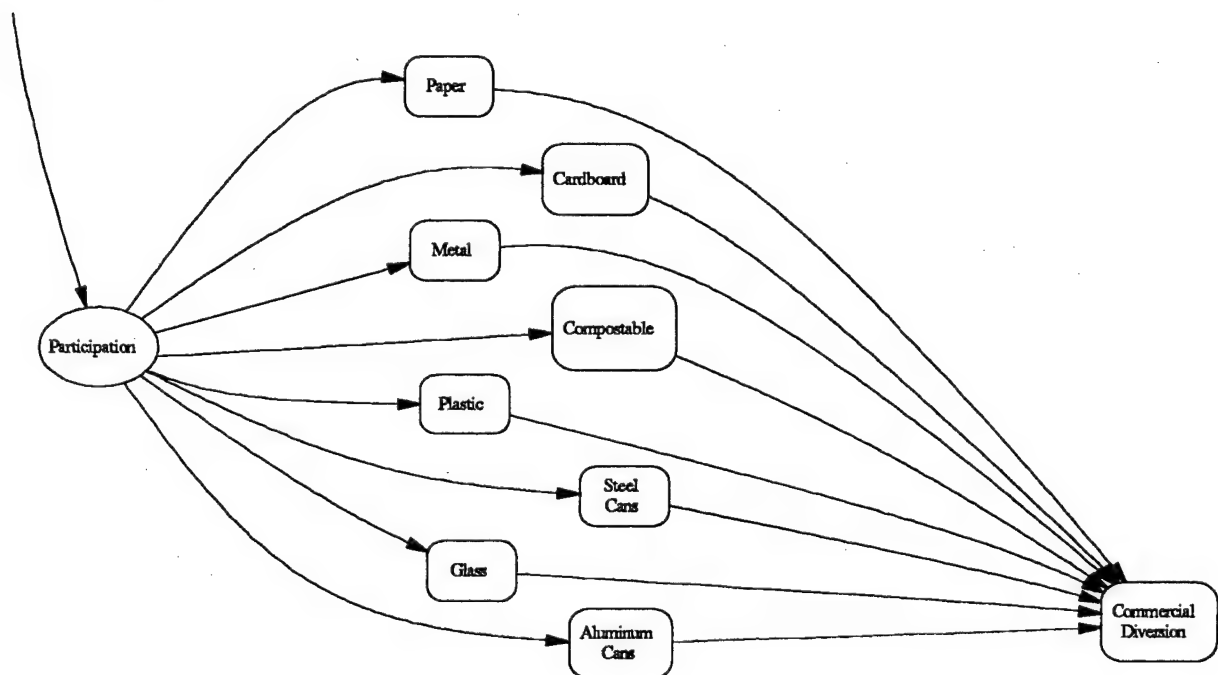 Paper
Cardboard
Metal
Compostable
Participation
Plastic
Steel
Cans
Glass
Aluminum
Cans
Commercial
Diversion